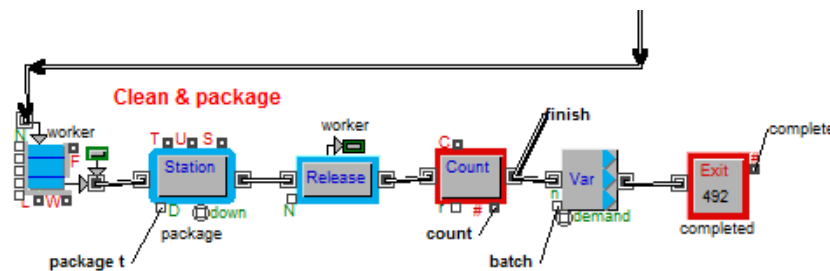 Clean & package
finish
worker
worker
complete
N
F
L W
T U S
Station
D
down
package
package t
Release
N
C
Count
r
#
count
Var
n
demand
batch
#
Exit
492
completed